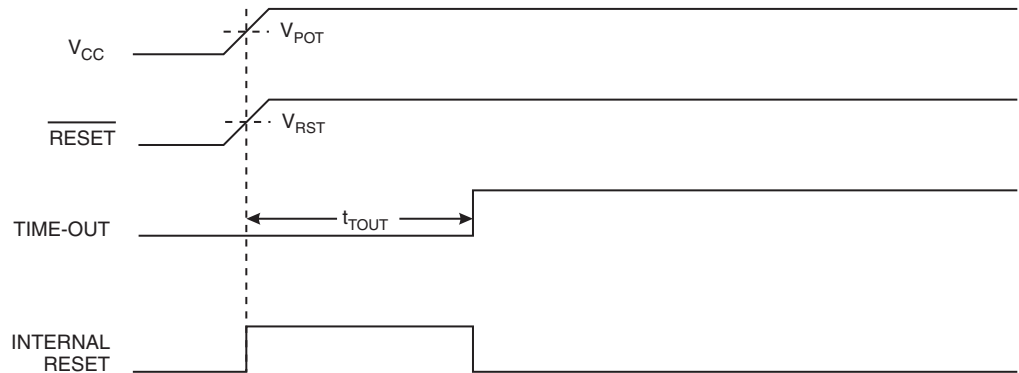 V_CC
V_POT
RESET
V_RST
TIME-OUT
t_TOUT
INTERNAL
RESET